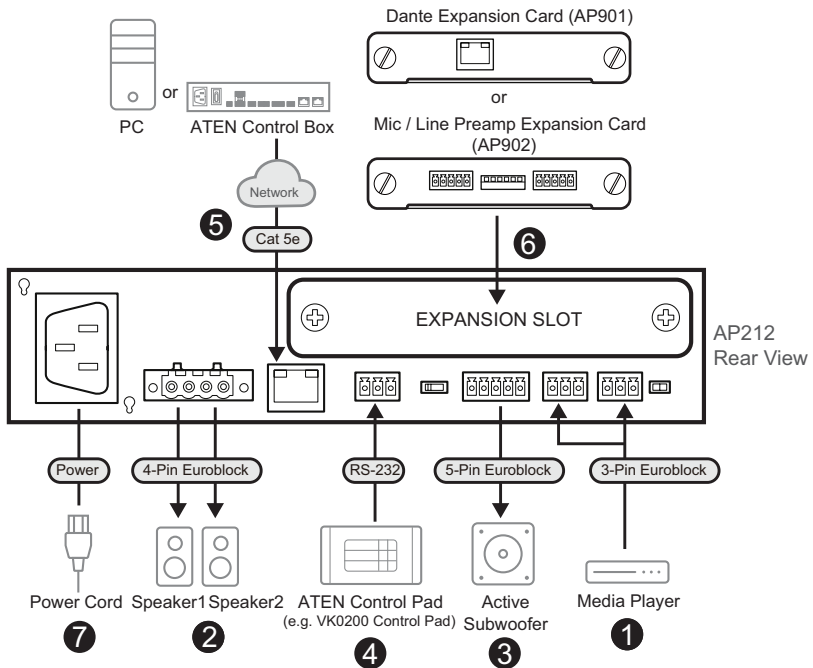 Dante Expansion Card (AP901)
or
PC
or
ATEN Control Box
Mic / Line Preamp Expansion Card
(AP902)
Network
5
Cat 5e
6
EXPANSION SLOT
AP212
Rear View
Power
4-Pin Euroblock
RS-232
5-Pin Euroblock
3-Pin Euroblock
Power Cord
Speaker1 Speaker2
ATEN Control Pad
(e.g. VK0200 Control Pad)
Active
Subwoofer
Media Player
7
2
4
3
1